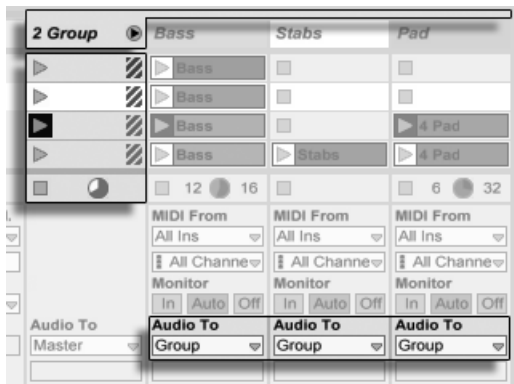 2 Group Bass Stabs Pad
Bass
Bass
Bass 4 Pad
Bass Stabs 4 Pad
12 16 6 32
MIDI From MIDI From MIDI From
All Ins All Ins All Ins
All Channe All Channe All Channe
Monitor Monitor Monitor
In Auto Off In Auto Off In Auto Off
Audio To Audio To Audio To Audio To
Master Group Group Group